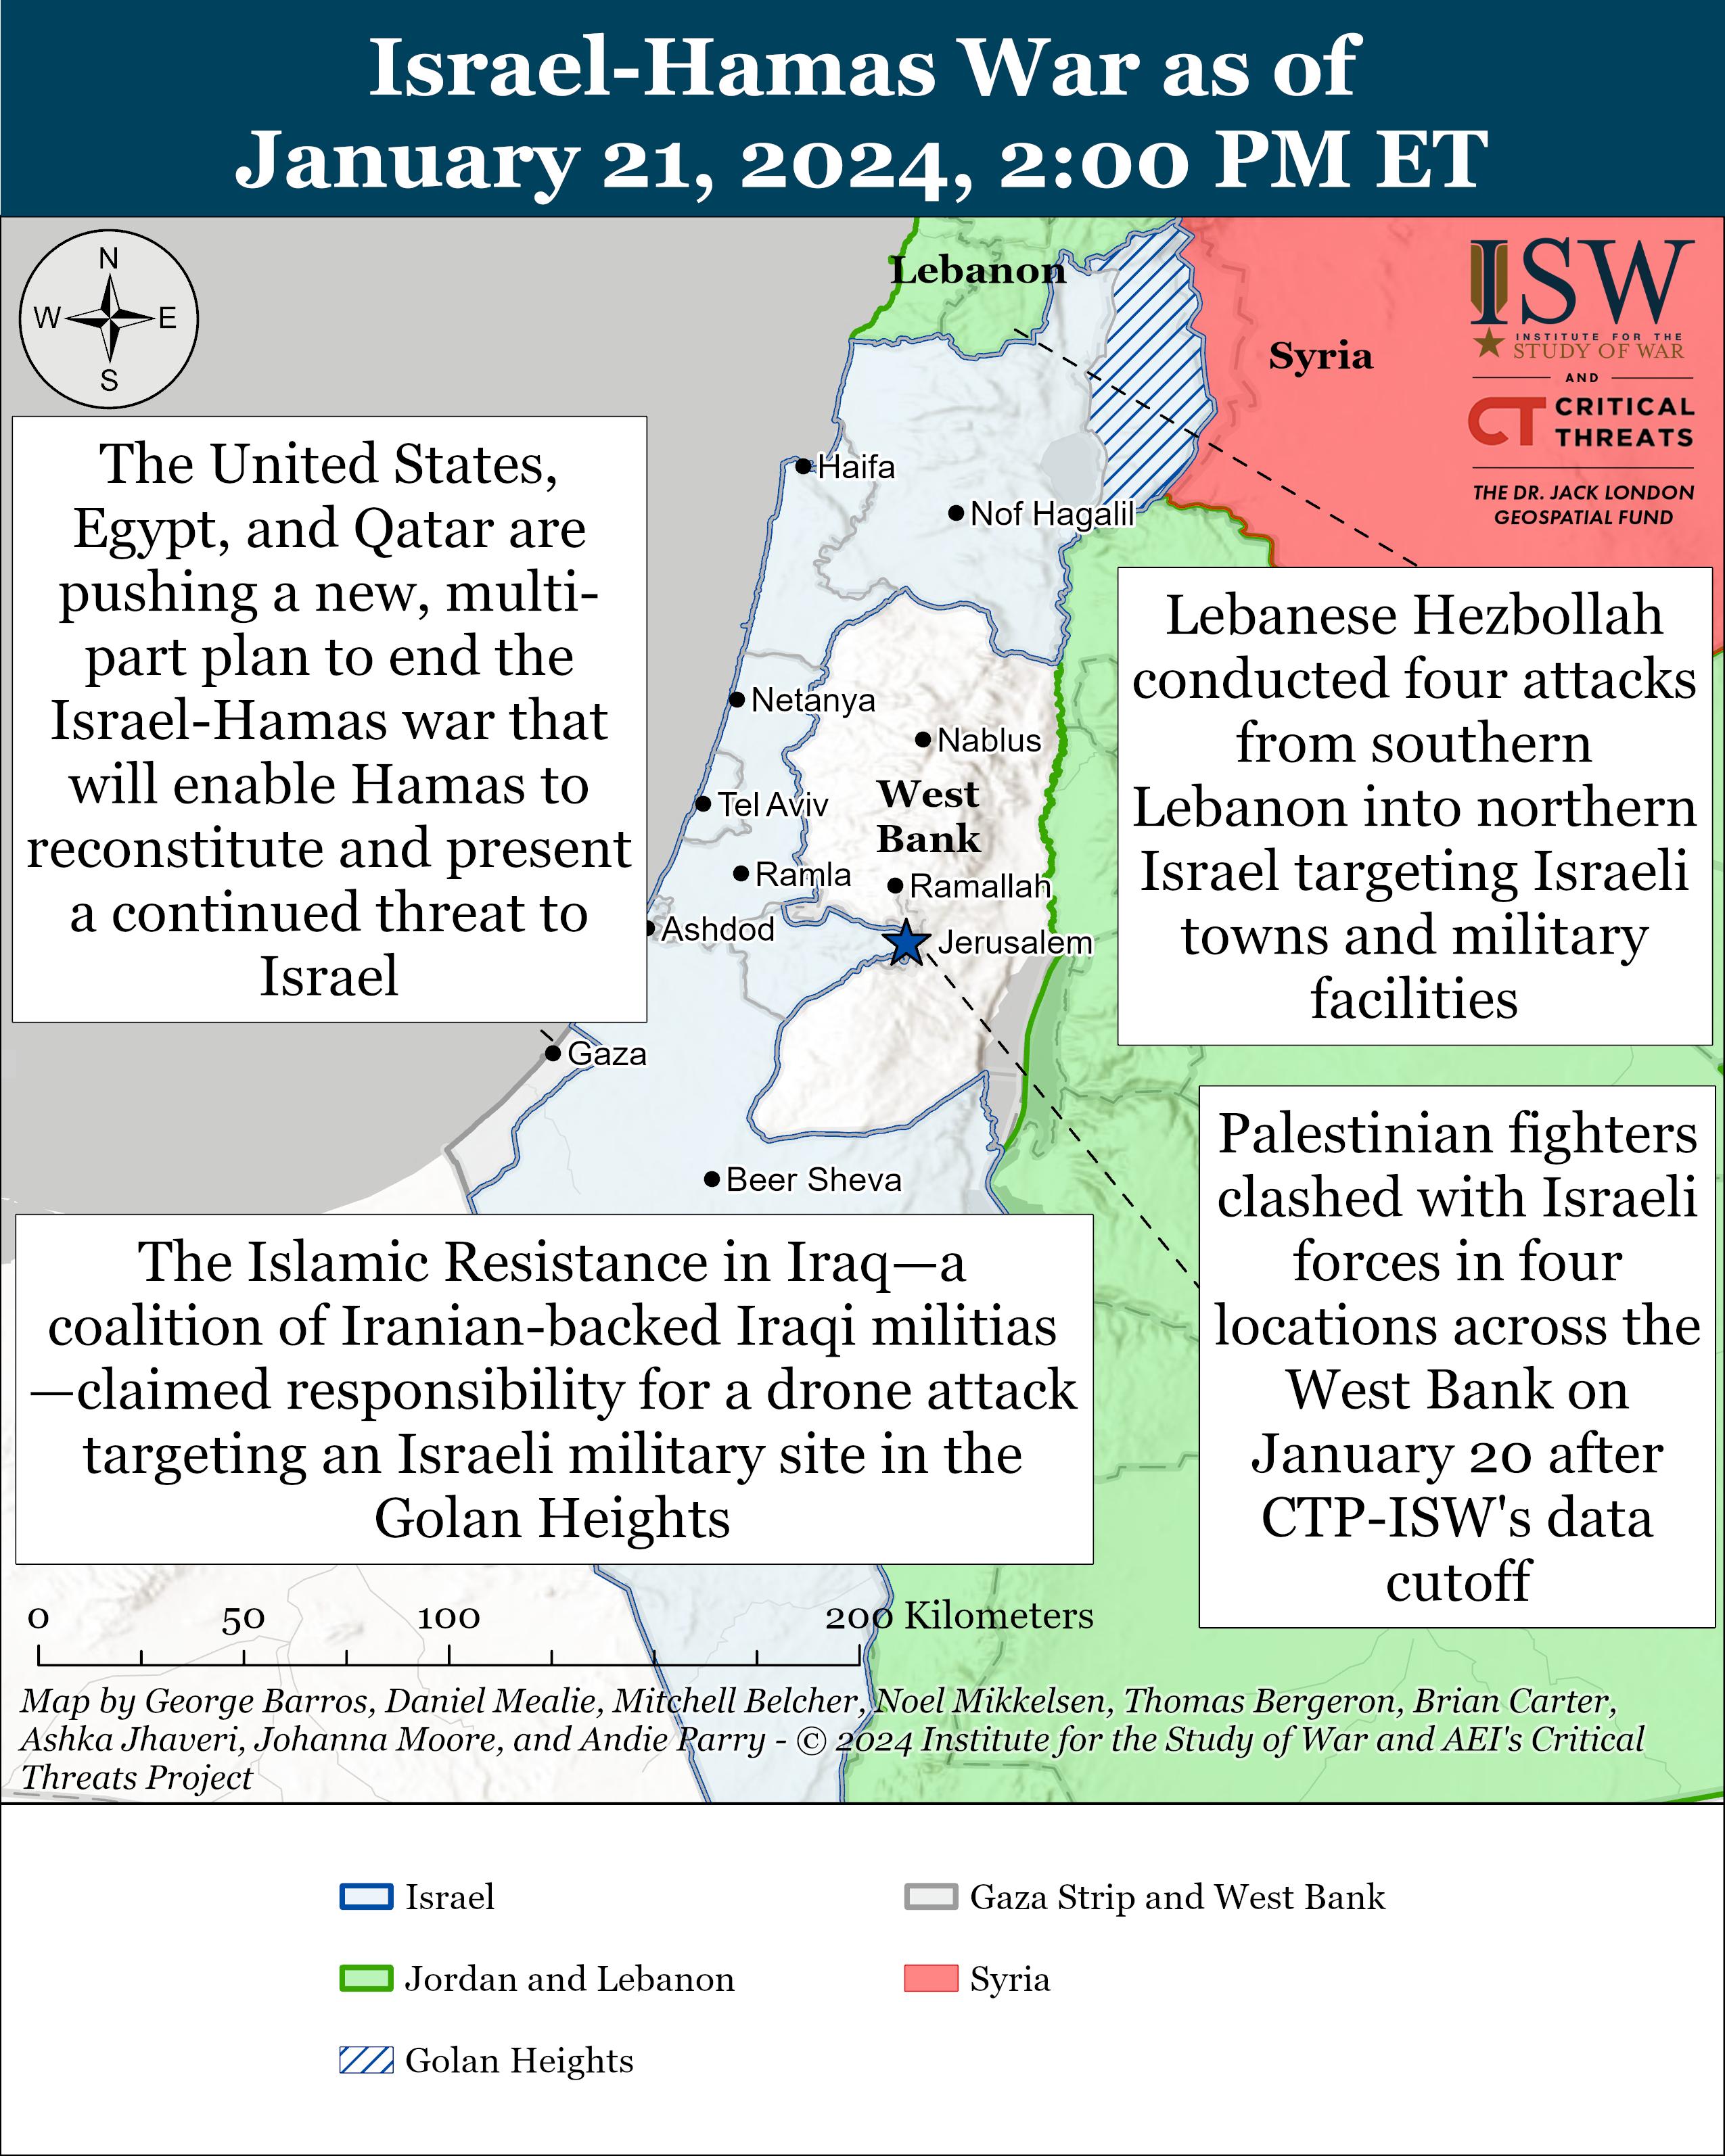 Israel-Hamas War as of
January 21, 2024, 2:00 PM ET
N
W
E
S
Lebanon
Syria
ISW
INSTITUTE FOR THE
STUDY OF WAR
AND
CT CRITICAL
THREATS
THE DR. JACK LONDON
GEOSPATIAL FUND
The United States,
Egypt, and Qatar are
pushing a new, multi-
part plan to end the
Israel-Hamas war that
will enable Hamas to
reconstitute and present
a continued threat to
Israel
Haifa
Nof Hagalil
Netanya
Nablus
Tel Aviv
West
Bank
Ramla
Ramallah
Ashdod
Jerusalem
Gaza
Beer Sheva
Lebanese Hezbollah
conducted four attacks
from southern
Lebanon into northern
Israel targeting Israeli
towns and military
facilities
Palestinian fighters
clashed with Israeli
forces in four
locations across the
West Bank on
January 20 after
CTP-ISW's data
cutoff
The Islamic Resistance in Iraq—a
coalition of Iranian-backed Iraqi militias
—claimed responsibility for a drone attack
targeting an Israeli military site in the
Golan Heights
0 50 100 200 Kilometers
Map by George Barros, Daniel Mealie, Mitchell Belcher, Noel Mikkelsen, Thomas Bergeron, Brian Carter,
Ashka Jhaveri, Johanna Moore, and Andie Parry - © 2024 Institute for the Study of War and AEI's Critical
Threats Project
Israel
Gaza Strip and West Bank
Jordan and Lebanon
Syria
Golan Heights